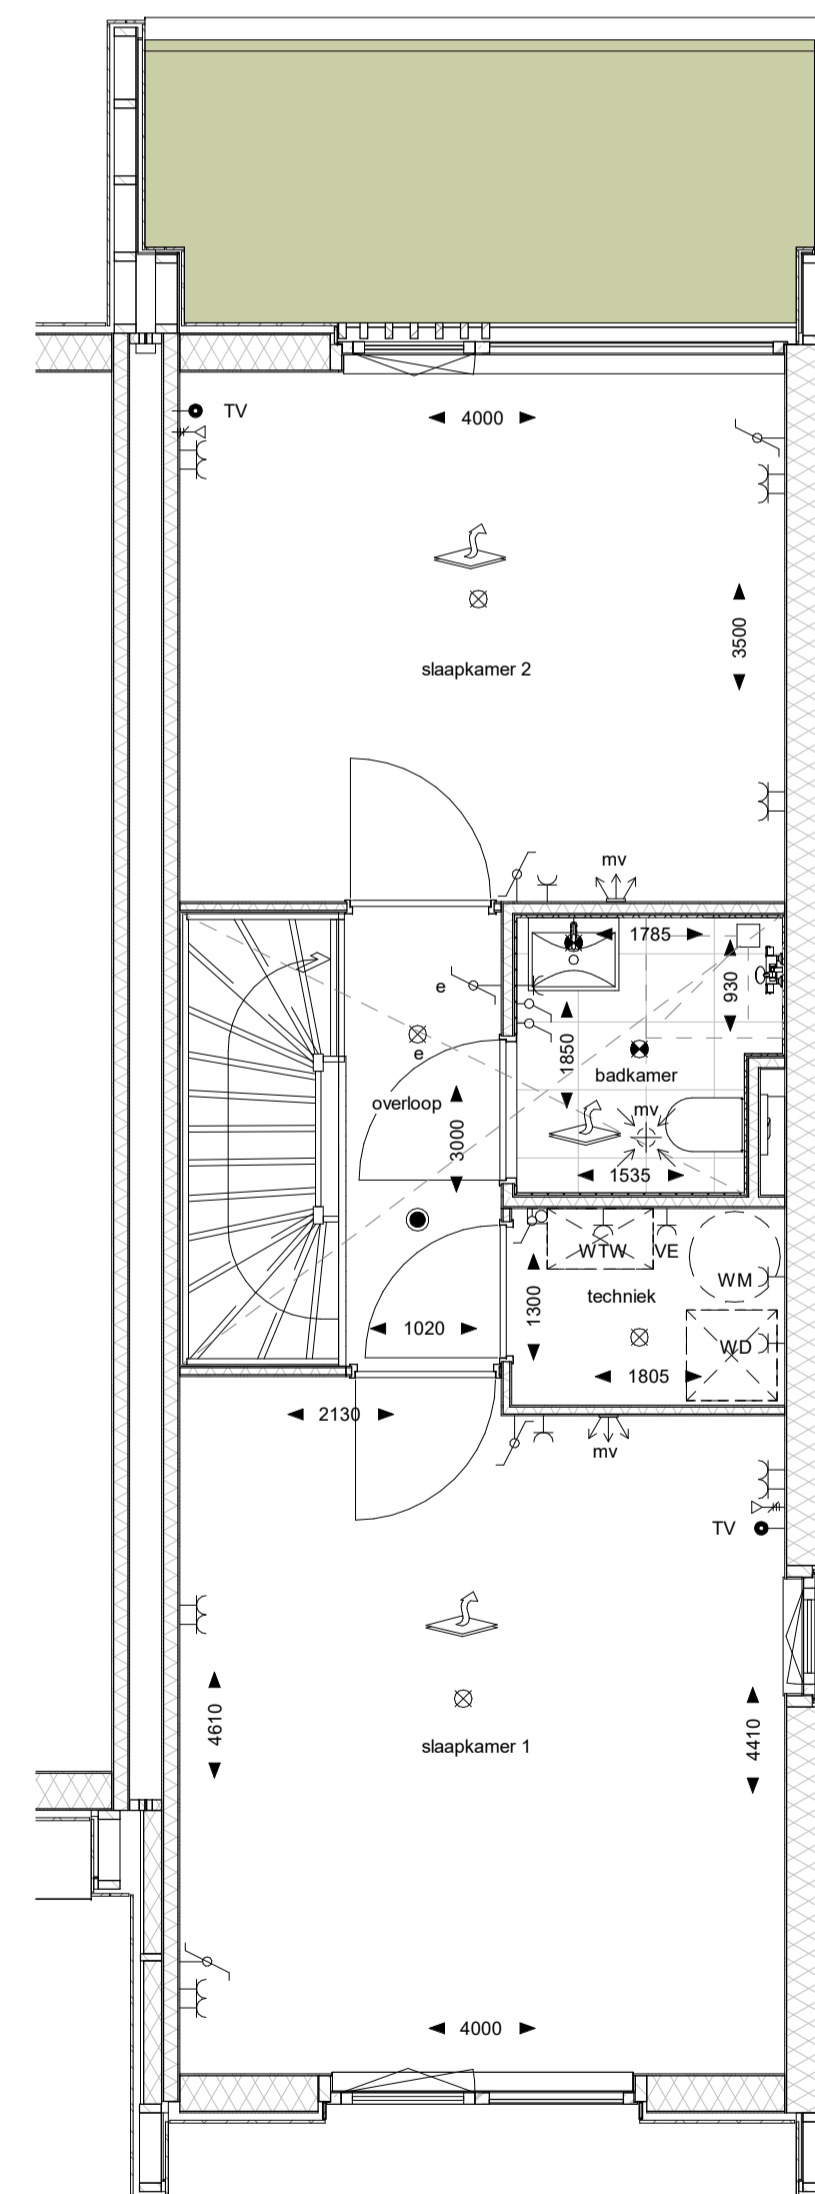 TV
4000
3500
slaapkamer 2
mv
1785
e
930
e
1850
badkamer
overloop
mv
3000
1535
WTW
VE
WM
techniek
1300
1020
WD
1805
2130
mv
TV
4610
4410
slaapkamer 1
4000